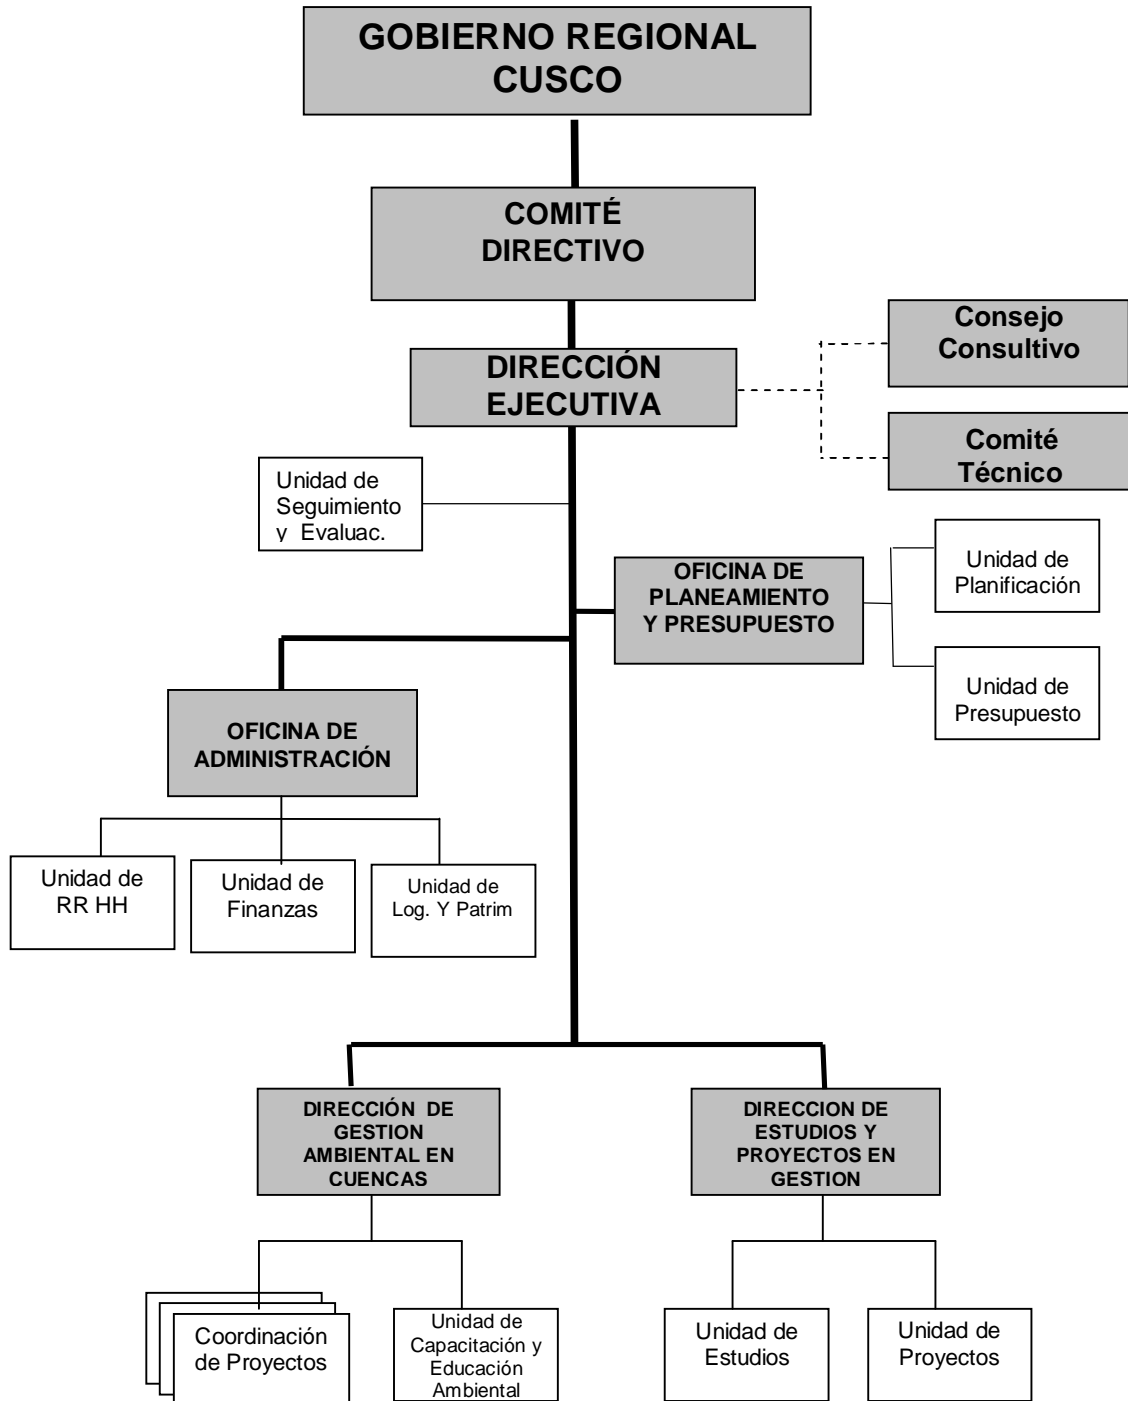 GOBIERNO REGIONAL
CUSCO
COMITÉ
DIRECTIVO
DIRECCIÓN
EJECUTIVA
Consejo
Consultivo
Comité
Técnico
Unidad de
Seguimiento
y Evaluac.
OFICINA DE
PLANEAMIENTO
Y PRESUPUESTO
Unidad de
Planificación
Unidad de
Presupuesto
OFICINA DE
ADMINISTRACIÓN
Unidad de
RR HH
Unidad de
Finanzas
Unidad de
Log. Y Patrim
DIRECCIÓN DE
GESTION
AMBIENTAL EN
CUENCAS
DIRECCION DE
ESTUDIOS Y
PROYECTOS EN
GESTION
Coordinación
de Proyectos
Unidad de
Capacitación y
Educación
Ambiental
Unidad de
Estudios
Unidad de
Proyectos